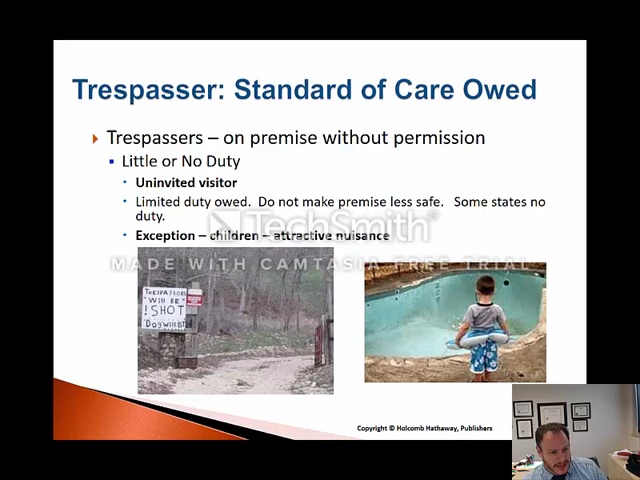 Trespasser: Standard of Care Owed
Trespassers – on premise without permission
Little or No Duty
Uninvited visitor
Limited duty owed. Do not make premise less safe. Some states no
duty.
TechSmith®
Exception – children – attractive nuisance
MADE WITH CAMTASIA FREE TRIAL
TRESPASSERS
WILL BE
!SHOT
Copyright © Holcomb Hathaway, Publishers